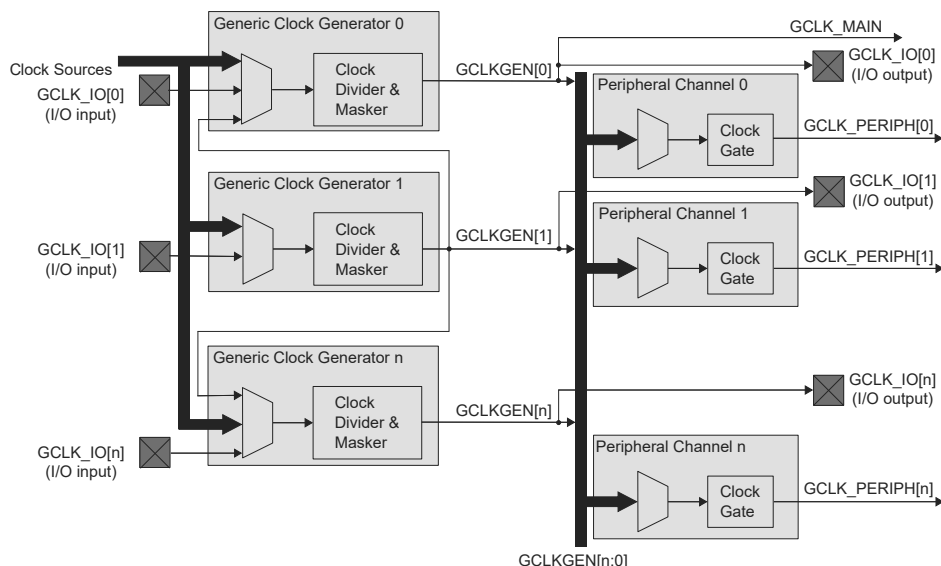 Generic Clock Generator 0
GCLK_MAIN
GCLK_IO[0]
(I/O output)
Clock Sources
Clock
Divider &
Masker
GCLKGEN[0]
GCLK_IO[0]
(I/O input)
Peripheral Channel 0
Clock
Gate
GCLK_PERIPH[0]
Generic Clock Generator 1
GCLK_IO[1]
(I/O output)
Peripheral Channel 1
Clock
Divider &
Masker
GCLKGEN[1]
GCLK_IO[1]
(I/O input)
Clock
Gate
GCLK_PERIPH[1]
Generic Clock Generator n
GCLK_IO[n]
(I/O output)
Clock
Divider &
Masker
GCLKGEN[n]
GCLK_IO[n]
(I/O input)
Peripheral Channel n
Clock
Gate
GCLK_PERIPH[n]
GCLKGEN[n:0]